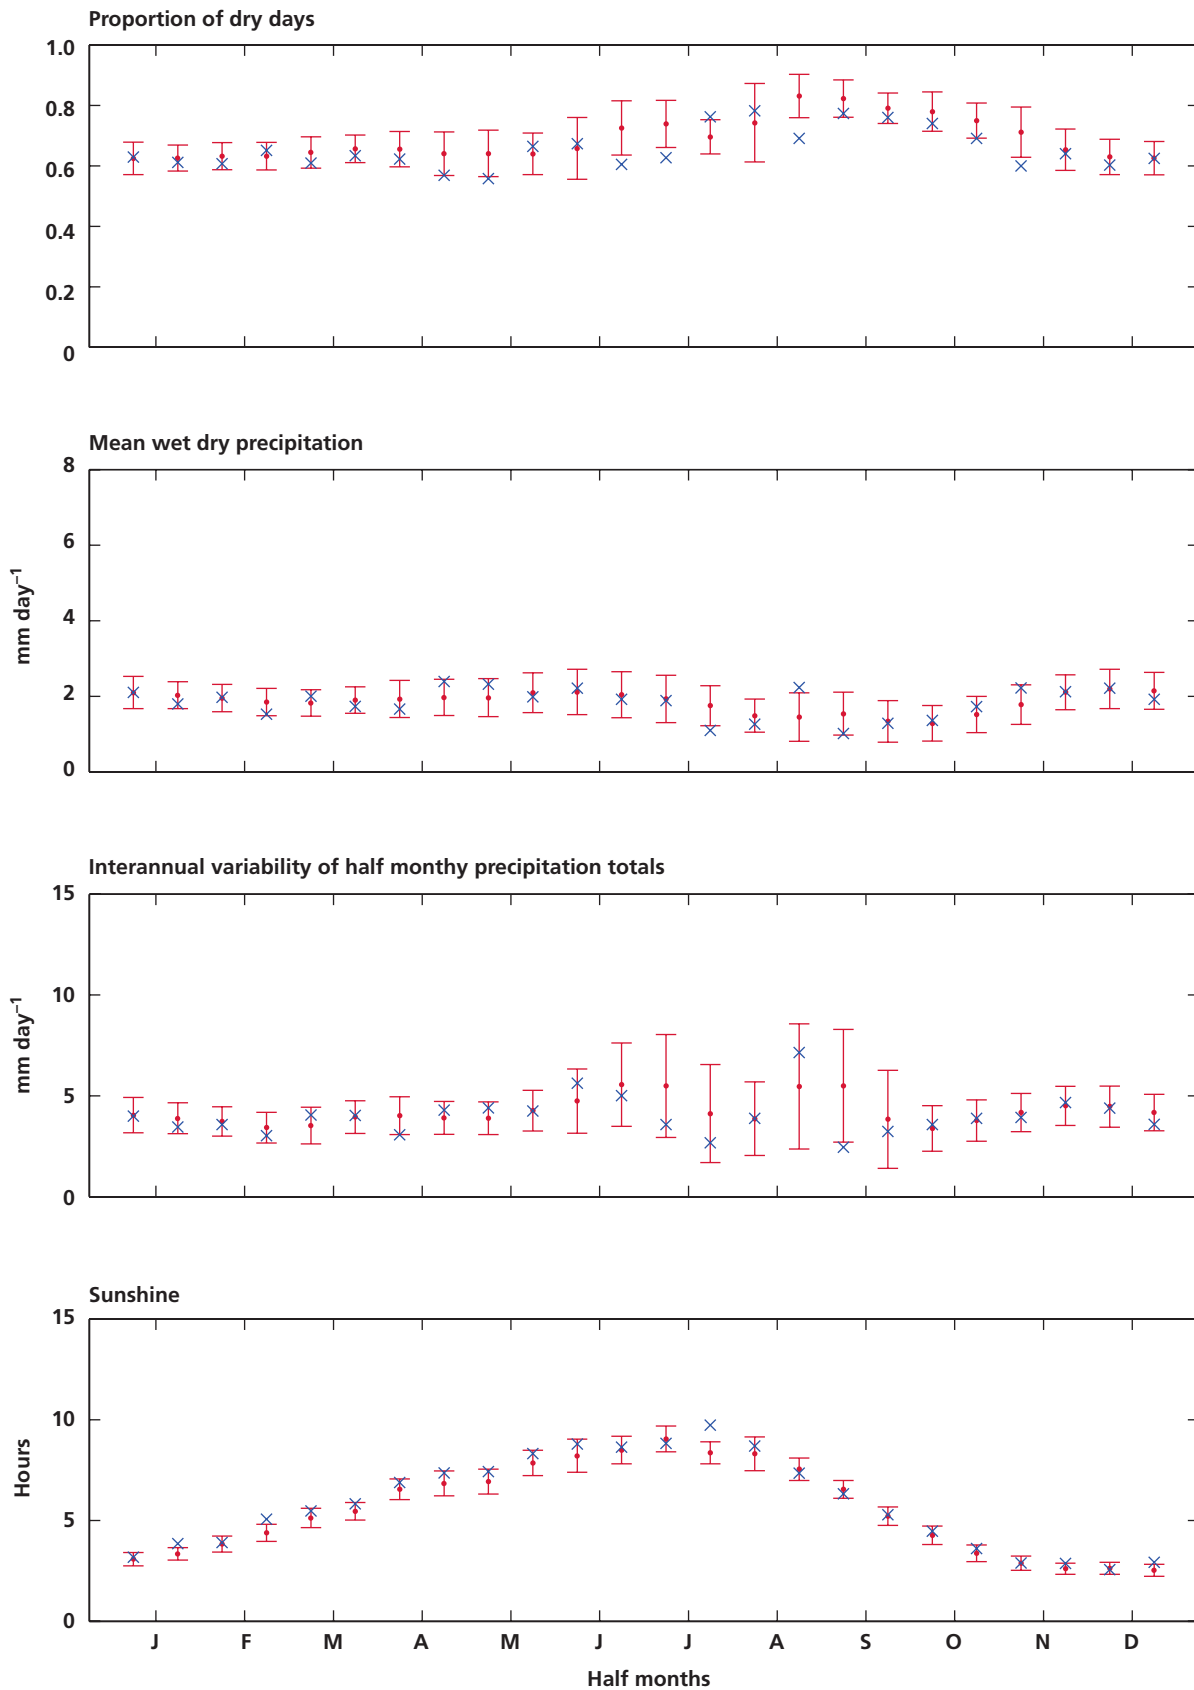 Proportion of dry days
1.0
0.8
0.6
0.4
0.2
0
Mean wet dry precipitation
8
6
4
2
0
mm day⁻¹
Interannual variability of half monthy precipitation totals
15
10
5
0
mm day⁻¹
Sunshine
15
10
5
0
Hours
J F M A M J J A S O N D
Half months